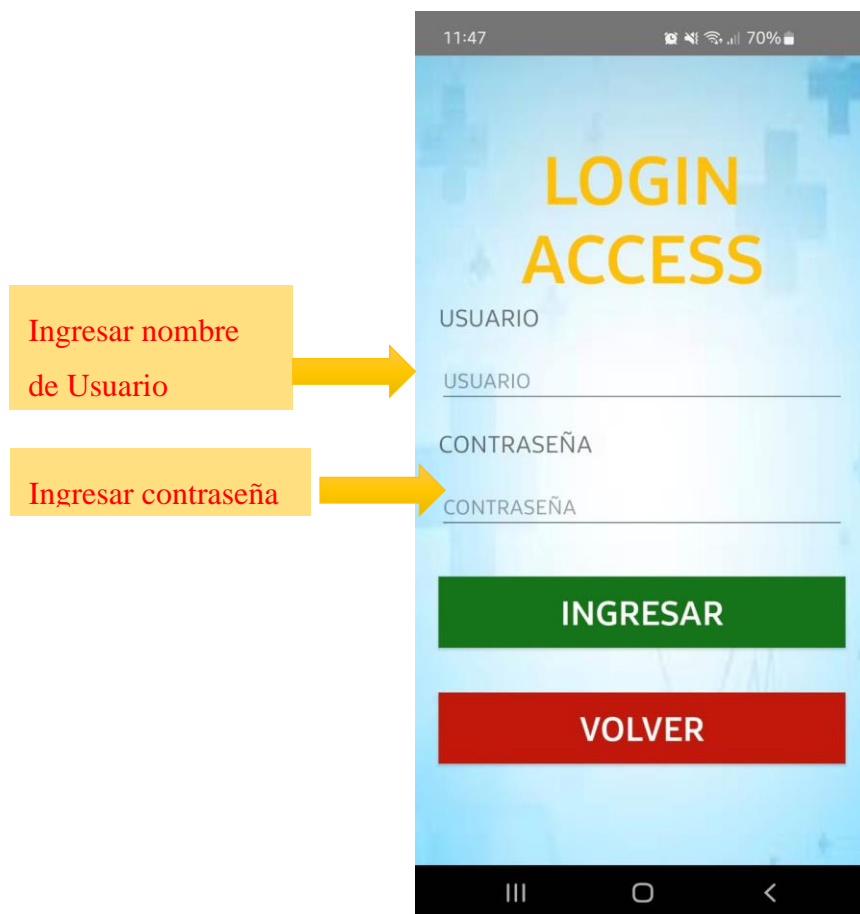 11:47 70%
LOGIN
ACCESS
USUARIO
Ingresar nombre
de Usuario
USUARIO
CONTRASEÑA
Ingresar contraseña
CONTRASEÑA
INGRESAR
VOLVER